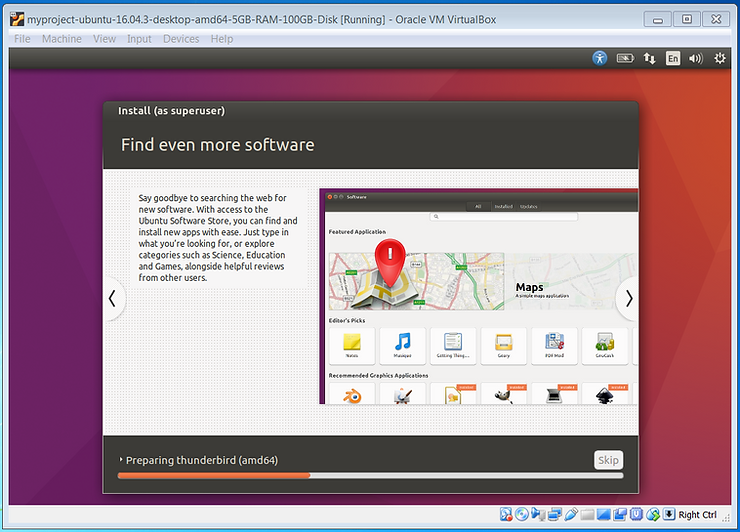 myproject-ubuntu-16.04.3-desktop-amd64-5GB-RAM-100GB-Disk [Running] - Oracle VM VirtualBox
File Machine View Input Devices Help
En
Install (as superuser)
Find even more software
Say goodbye to searching the web for
new software. With access to the
Ubuntu Software Store, you can find and
install new apps with ease. Just type in
what you're looking for, or explore
categories such as Science, Education
and Games, alongside helpful reviews
from other users.
Software
All Installed Updates
Featured Application
Maps
A simple maps application
Editor's Picks
Notes Musique Getting Thing... Geary PDF Mod GnuCash
Recommended Graphics Applications
Preparing thunderbird (amd64)
Skip
Right Ctrl